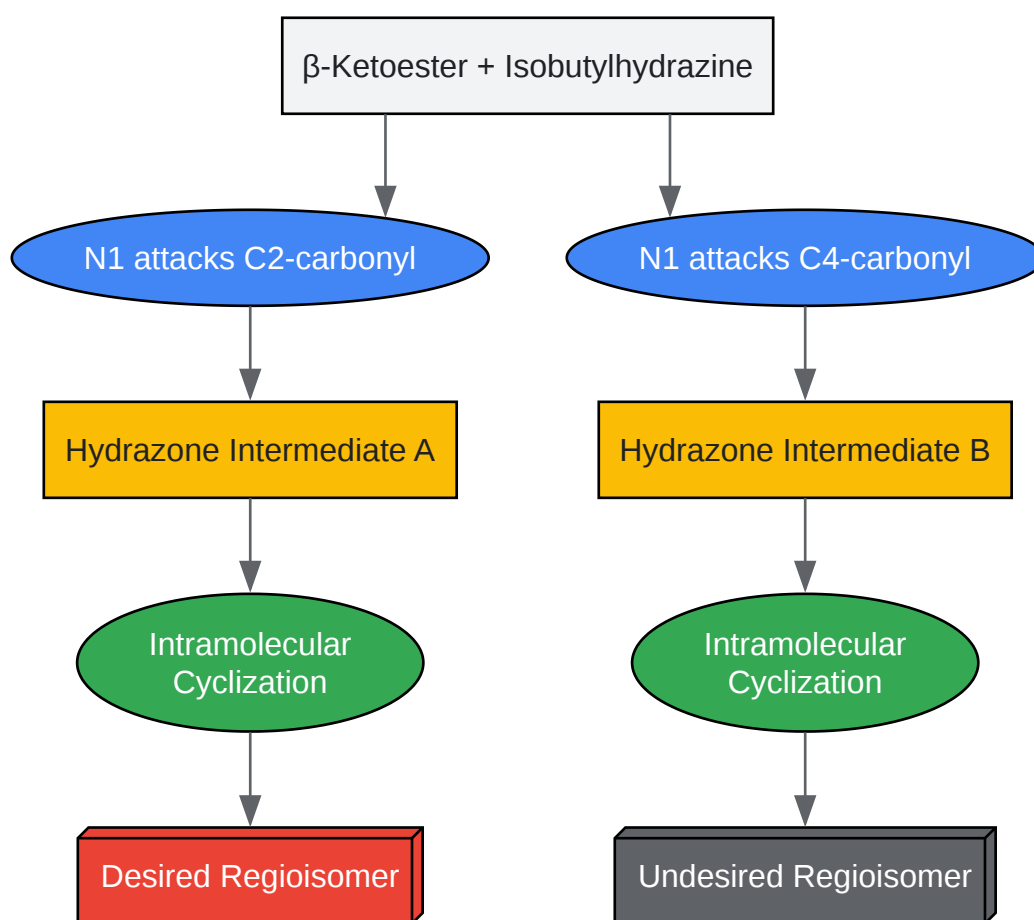 β-Ketoester + Isobutylhydrazine
N1 attacks C2-carbonyl
N1 attacks C4-carbonyl
Hydrazone Intermediate A
Hydrazone Intermediate B
Intramolecular
Cyclization
Intramolecular
Cyclization
Desired Regioisomer
Undesired Regioisomer